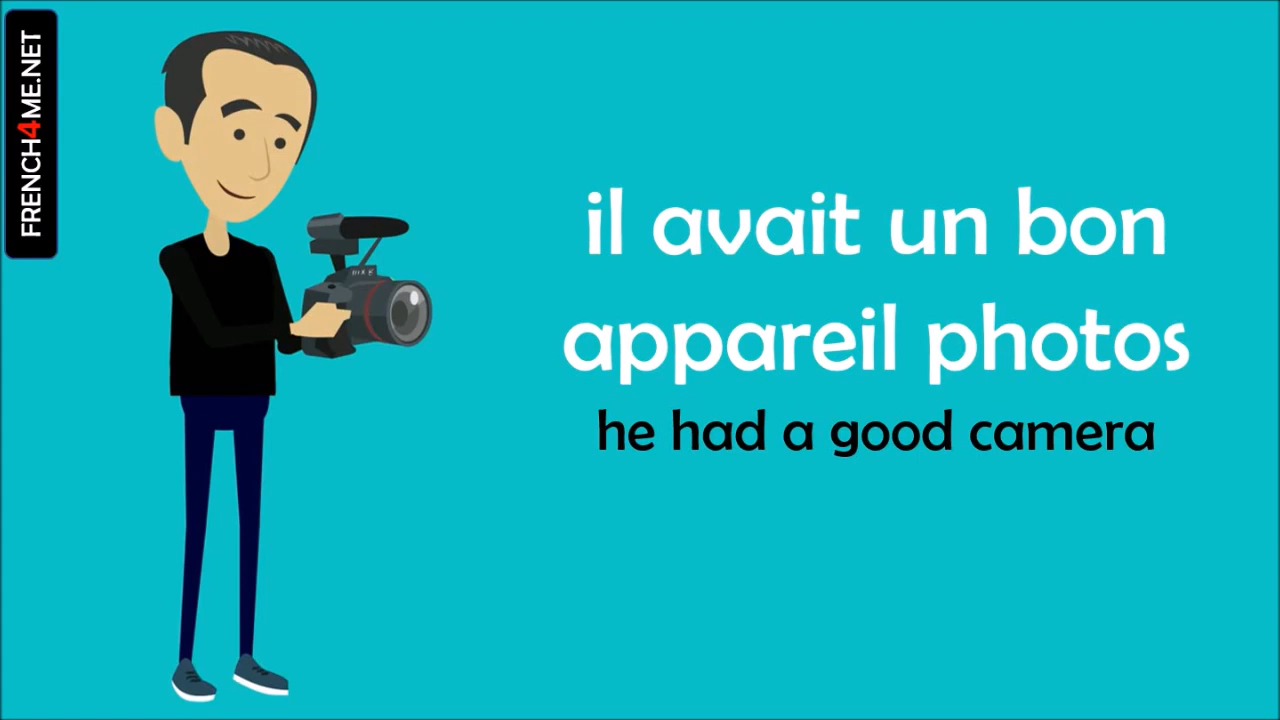 FRENCH4ME.NET
il avait un bon
appareil photos
he had a good camera